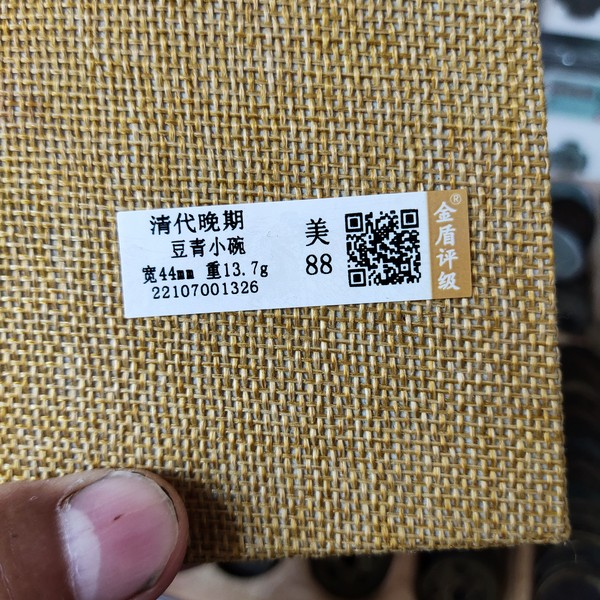 清代晚期
豆青小碗
宽44mm 重13.7g
22107001326
美
88
金盾评级®